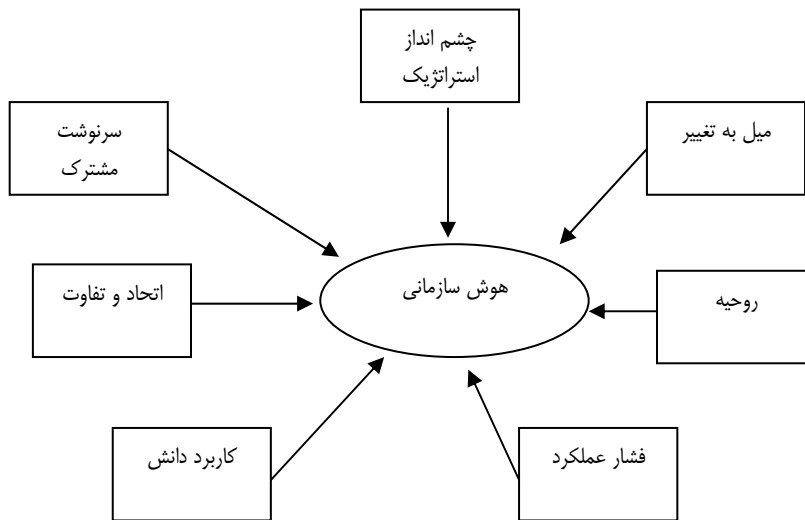 چشم انداز
استراتژیک
میل به تغییر
سرنوشت
مشترک
هوش سازمانی
روحیه
اتحاد و تفاوت
فشار عملکرد
کاربرد دانش